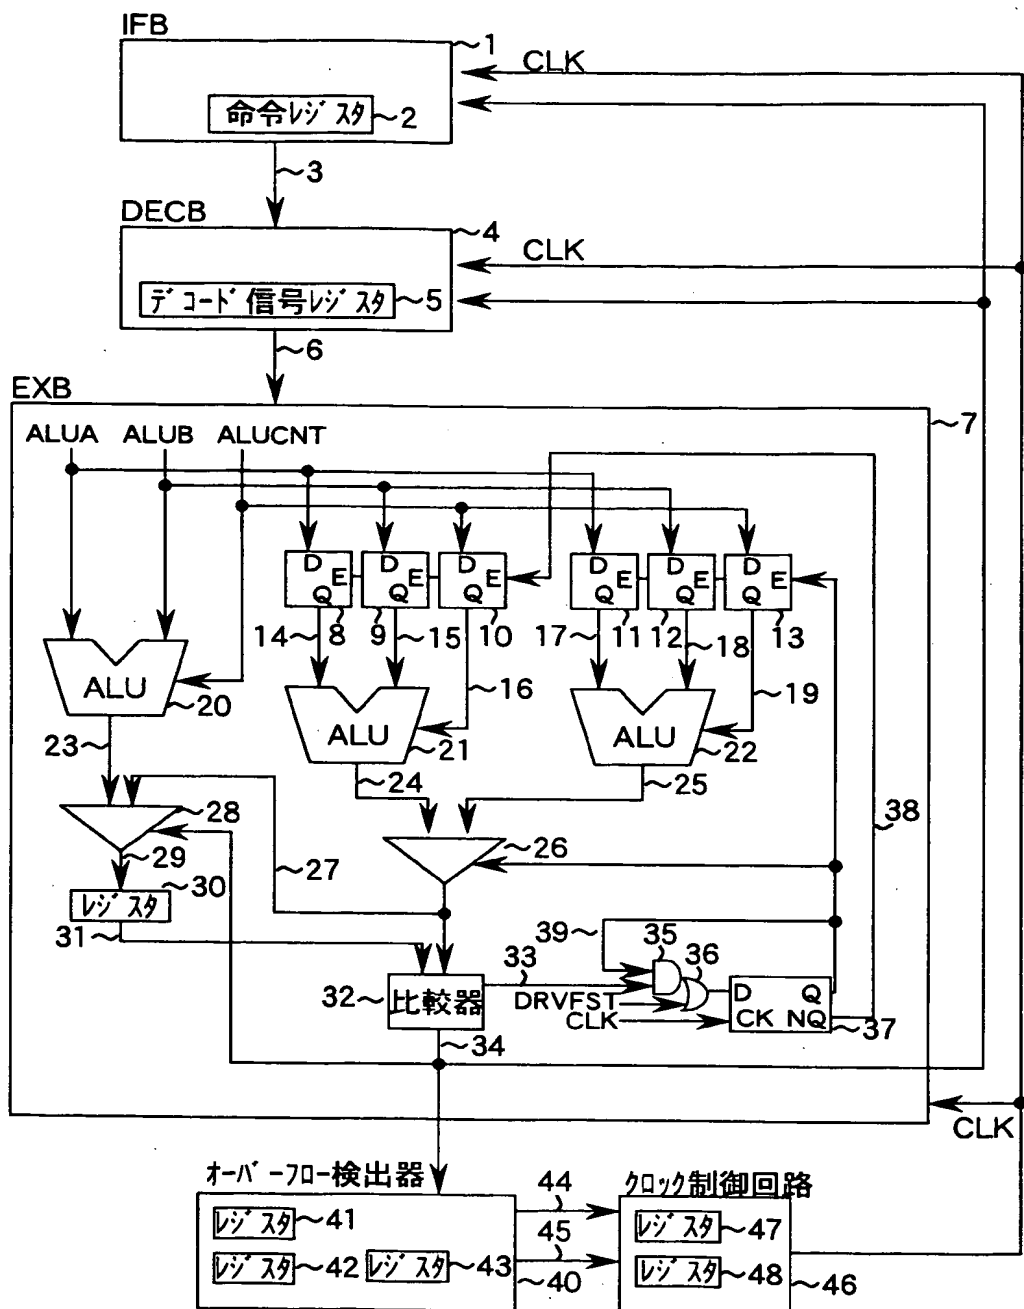 IFB
1
CLK
命令レジスタ
2
3
DECB
4
CLK
デコード信号レジスタ
5
6
EXB
7
ALUA ALUB ALUCNT
D E Q D E Q D E Q
D E Q D E Q D E Q
14 8 9 15 10 17 11 12 18 13
ALU
20
16
19
ALU
21
ALU
22
23
24
25
28
26
38
29
27
30
レジスタ
31
39 35 36
33
32
比較器
DRVFST
CLK
D Q
CK NQ
37
34
CLK
オーバーフロー検出器
44
クロック制御回路
レジスタ
41
レジスタ
47
45
レジスタ
42
レジスタ
43
40
レジスタ
48
46